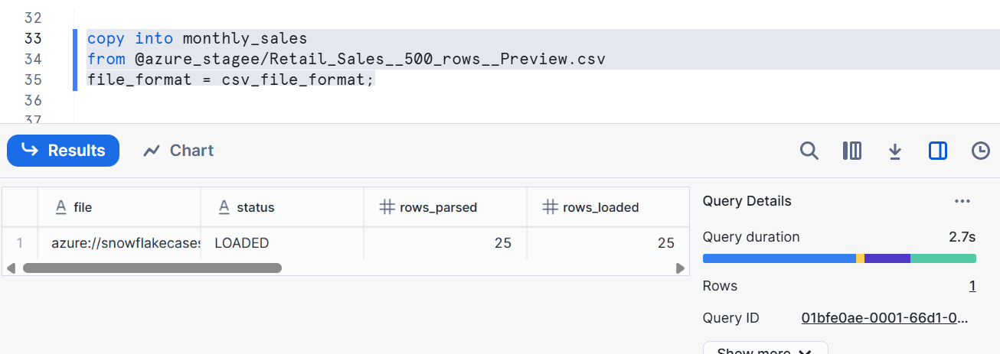 32
33 copy into monthly_sales
34 from @azure_stagee/Retail_Sales__500_rows__Preview.csv
35 file_format = csv_file_format;
36
37
Results Chart
file status rows_parsed rows_loaded
1 azure://snowflakecases LOADED 25 25
Query Details ...
Query duration 2.7s
Rows 1
Query ID 01bfe0ae-0001-66d1-0...
Show more